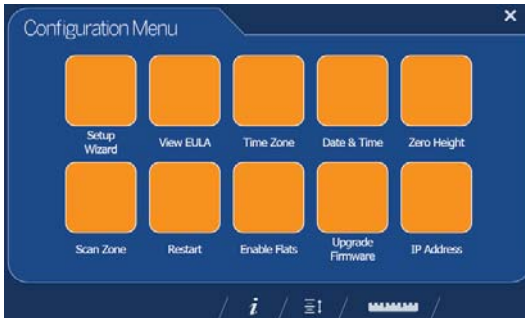 Configuration Menu
×
Setup
Wizard
View EULA
Time Zone
Date & Time
Zero Height
Scan Zone
Restart
Enable Flats
Upgrade
Firmware
IP Address
i